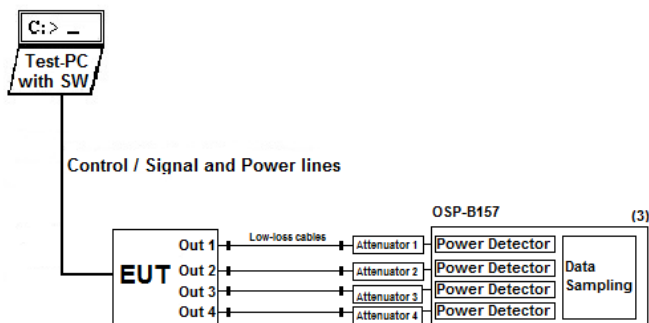 C:> _
Test-PC
with SW
Control / Signal and Power lines
OSP-B157
(3)
EUT
Out 1
Low-loss cables
Attenuator 1
Power Detector
Out 2
Attenuator 2
Power Detector
Out 3
Attenuator 3
Power Detector
Out 4
Attenuator 4
Power Detector
Data
Sampling